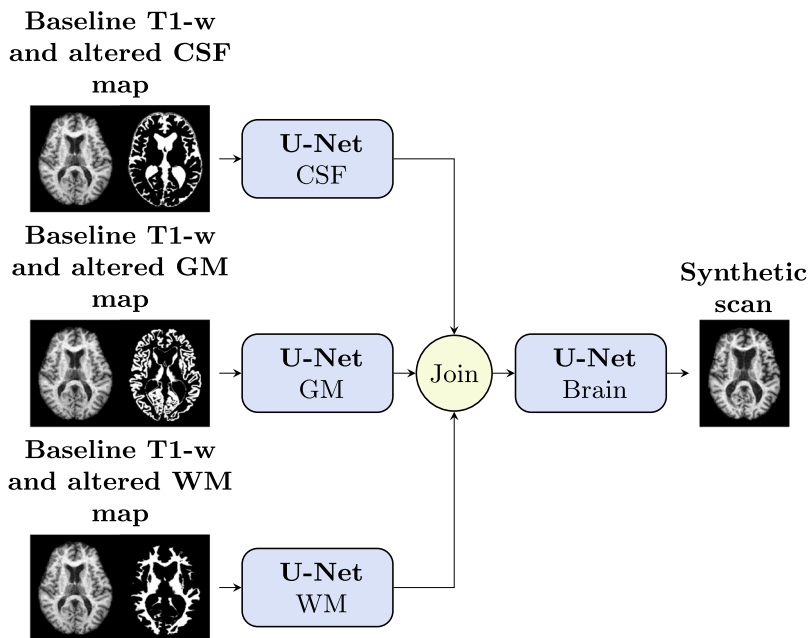 Baseline T1-w
and altered CSF
map
U-Net
CSF
Baseline T1-w
and altered GM
map
U-Net
GM
Join
U-Net
Brain
Synthetic
scan
Baseline T1-w
and altered WM
map
U-Net
WM